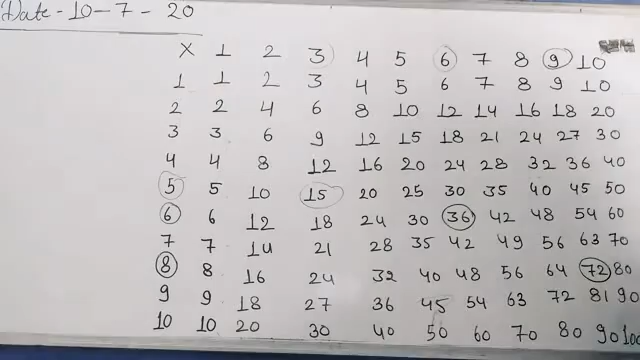 Date - 10 - 7 - 20
X 1 2 3 4 5 6 7 8 9 10
1 1 2 3 4 5 6 7 8 9 10
2 2 4 6 8 10 12 14 16 18 20
3 3 6 9 12 15 18 21 24 27 30
4 4 8 12 16 20 24 28 32 36 40
5 5 10 15 20 25 30 35 40 45 50
6 6 12 18 24 30 36 42 48 54 60
7 7 14 21 28 35 42 49 56 63 70
8 8 16 24 32 40 48 56 64 72 80
9 9 18 27 36 45 54 63 72 81 90
10 10 20 30 40 50 60 70 80 90 100